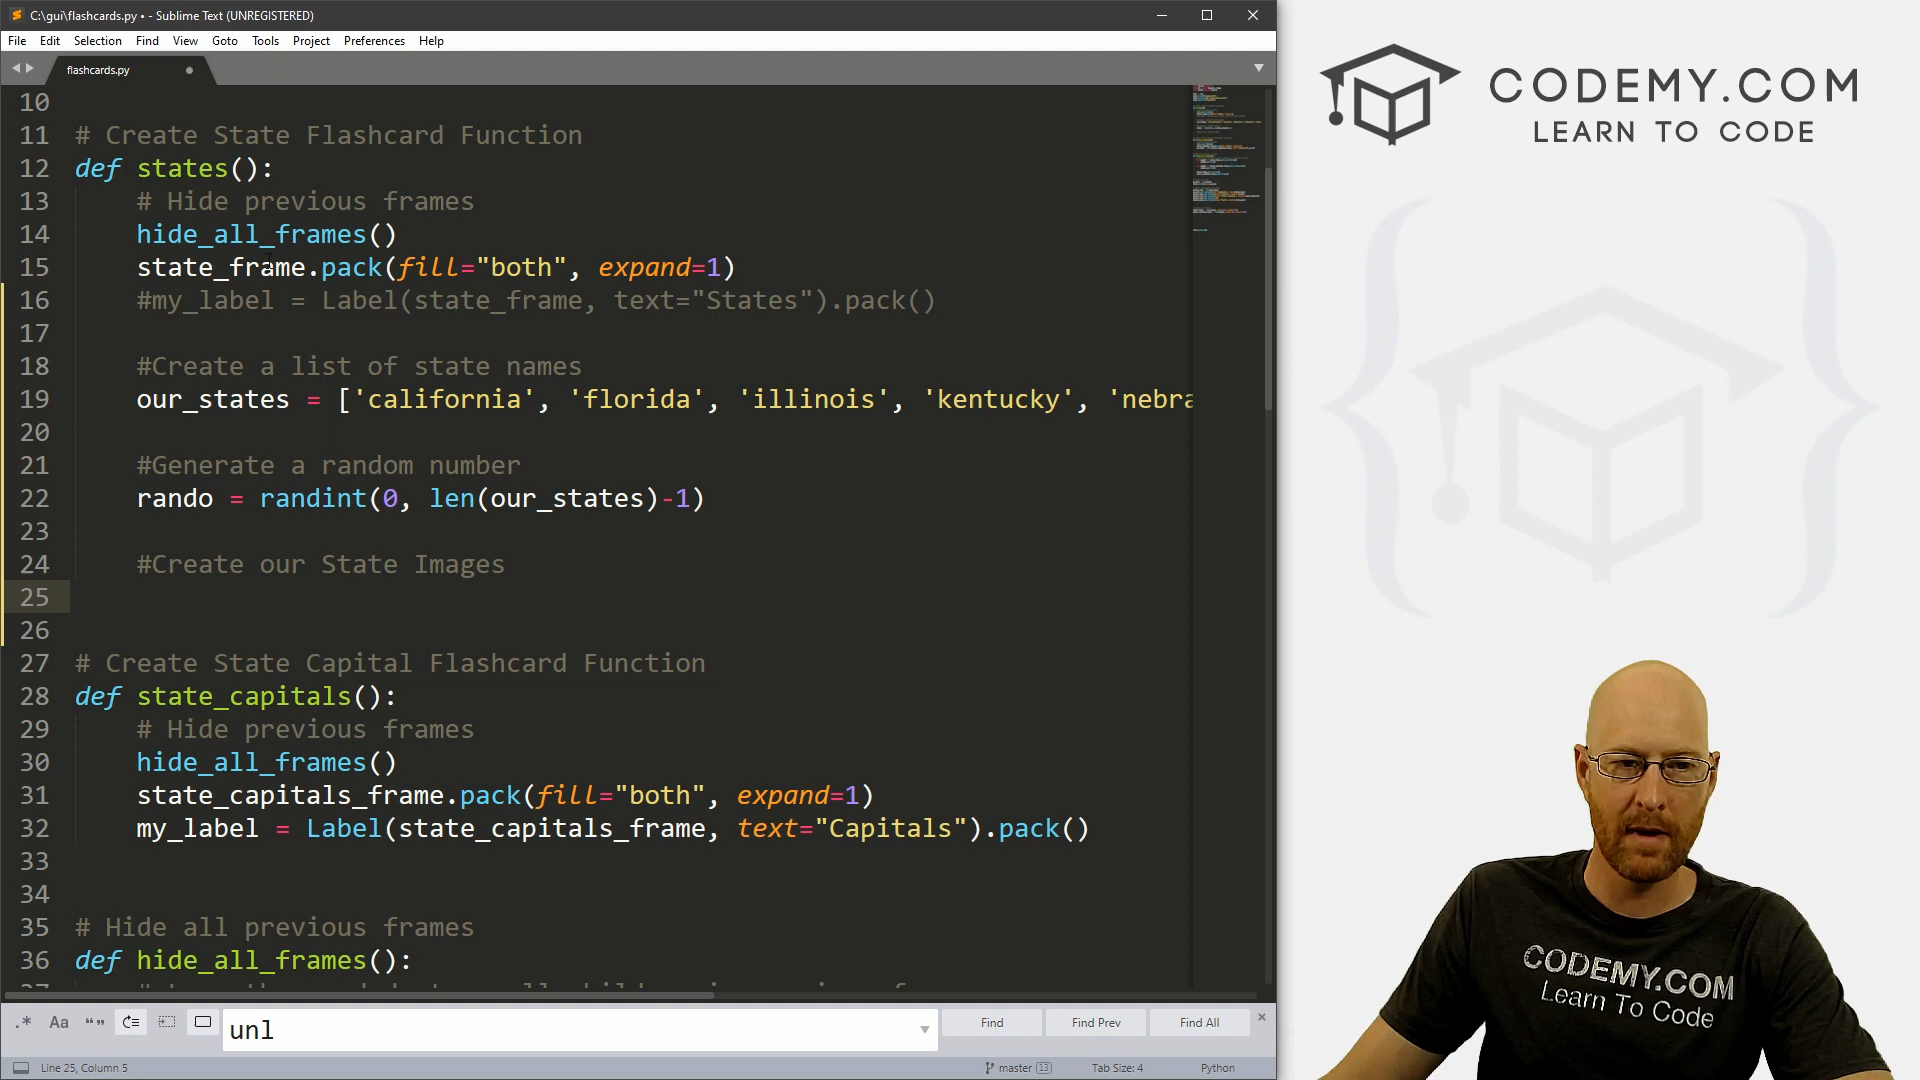 C:\gui\flashcards.py • - Sublime Text (UNREGISTERED)
File Edit Selection Find View Goto Tools Project Preferences Help
flashcards.py
10
11 # Create State Flashcard Function
12 def states():
13 # Hide previous frames
14 hide_all_frames()
15 state_frame.pack(fill="both", expand=1)
16 #my_label = Label(state_frame, text="States").pack()
17
18 #Create a list of state names
19 our_states = ['california', 'florida', 'illinois', 'kentucky', 'nebra
20
21 #Generate a random number
22 rando = randint(0, len(our_states)-1)
23
24 #Create our State Images
25
26
27 # Create State Capital Flashcard Function
28 def state_capitals():
29 # Hide previous frames
30 hide_all_frames()
31 state_capitals_frame.pack(fill="both", expand=1)
32 my_label = Label(state_capitals_frame, text="Capitals").pack()
33
34
35 # Hide all previous frames
36 def hide_all_frames():
.* Aa “” unl Find Find Prev Find All
Line 25, Column 5 master 13 Tab Size: 4 Python
CODEMY.COM
LEARN TO CODE
CODEMY.COM
Learn To Code